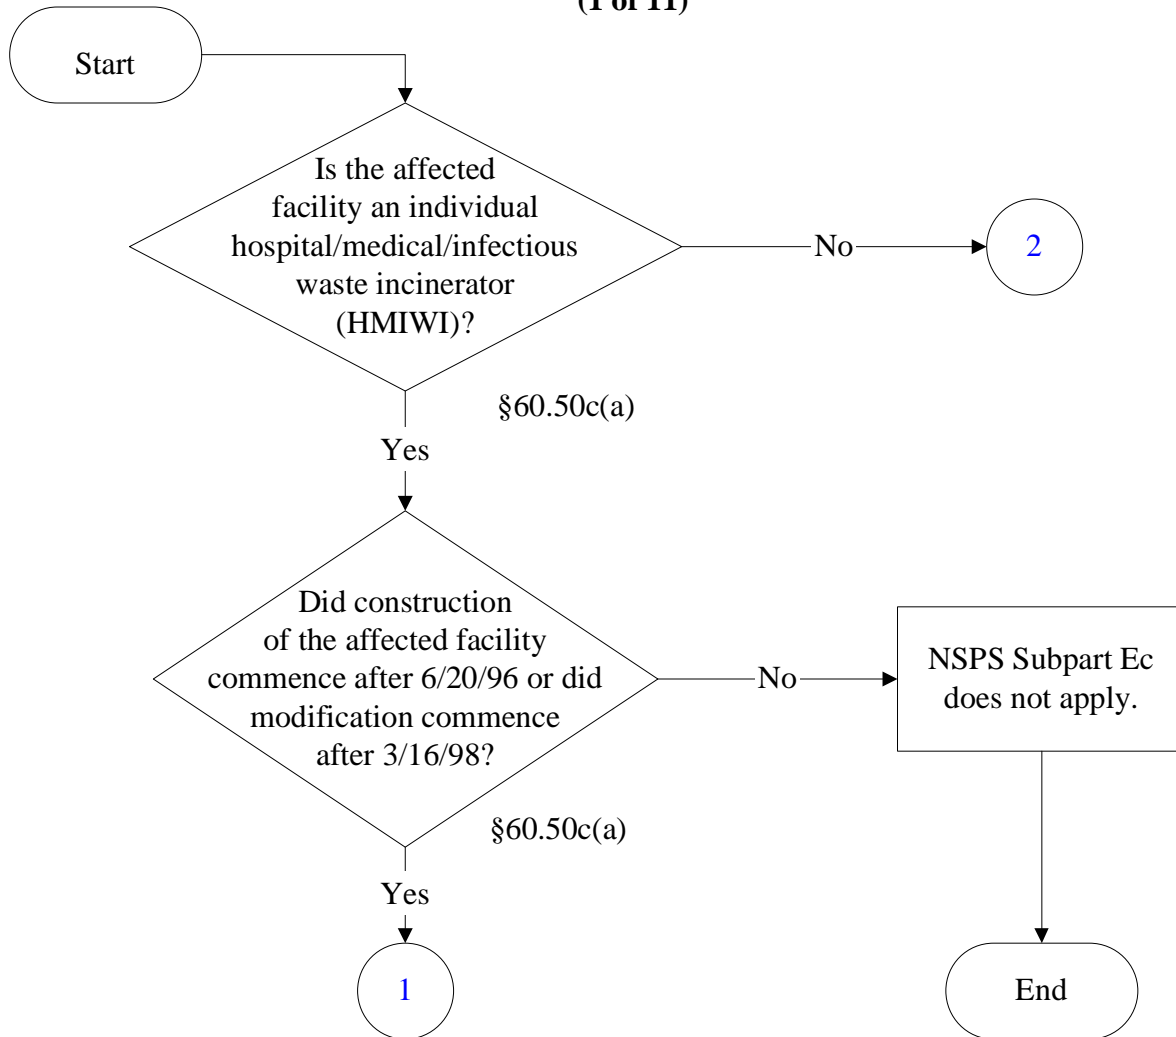 (1 of 11)
Start
Is the affected
facility an individual
hospital/medical/infectious
waste incinerator
(HMIWI)?
No
2
§60.50c(a)
Yes
Did construction
of the affected facility
commence after 6/20/96 or did
modification commence
after 3/16/98?
No
NSPS Subpart Ec
does not apply.
§60.50c(a)
Yes
1
End